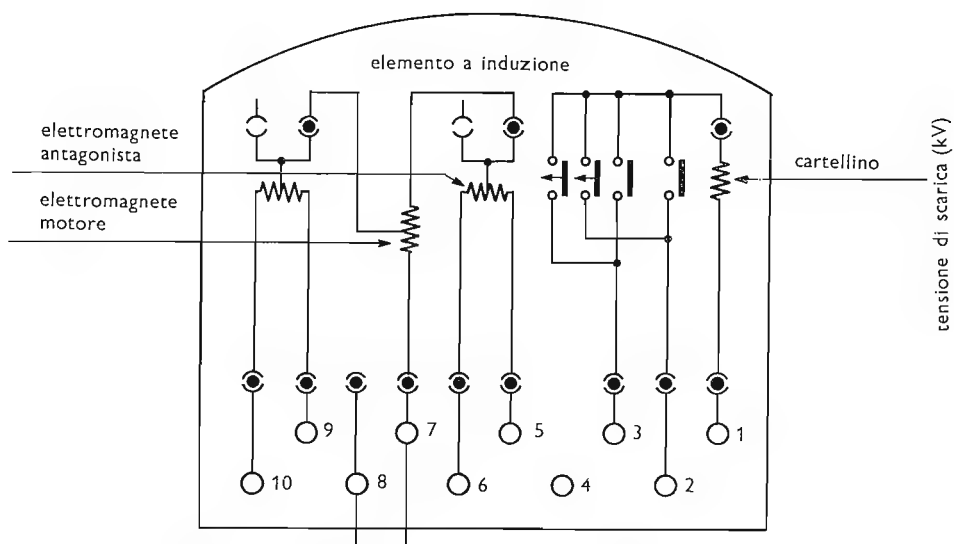 elemento a induzione
elettromagnete
antagonista
elettromagnete
motore
cartellino
tensione di scarica (kV)
9
7
5
3
1
10
8
6
4
2